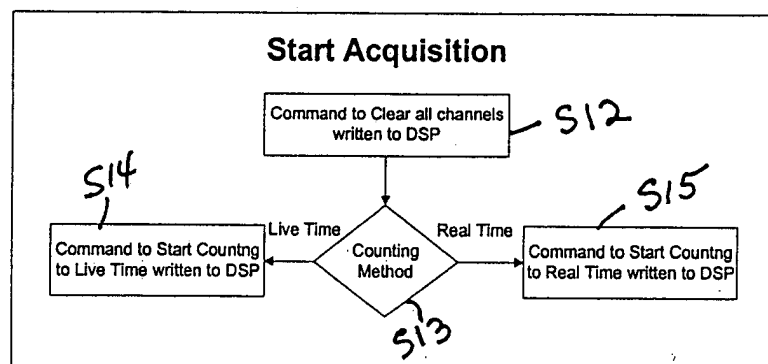 Start Acquisition
Command to Clear all channels
written to DSP
S12
S14
S15
Live Time
Real Time
Command to Start Countng
to Live Time written to DSP
Counting
Method
Command to Start Countng
to Real Time written to DSP
S13